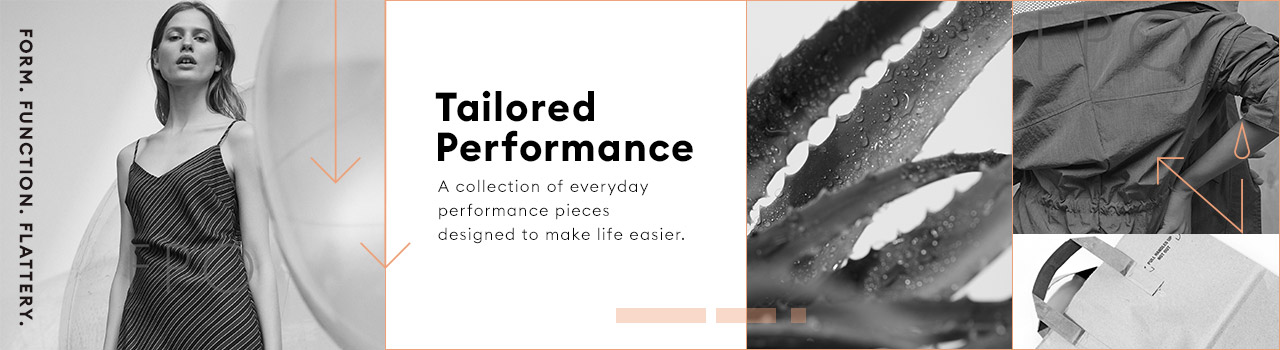 FORM. FUNCTION. FLATTERY.
Tailored
Performance
A collection of everyday
performance pieces
designed to make life easier.